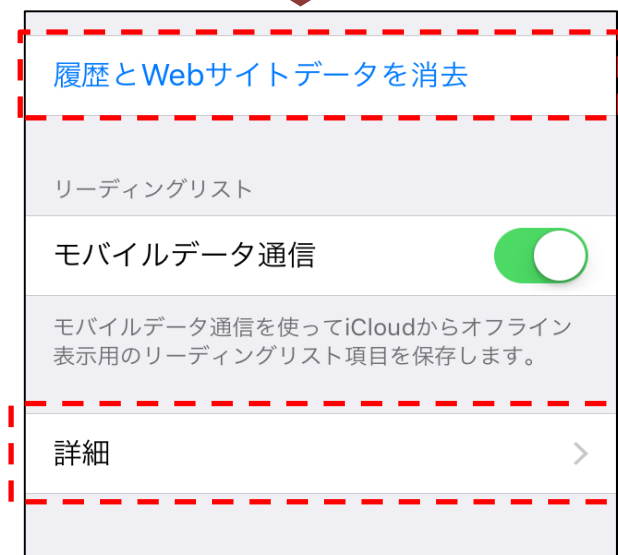 履歴とWebサイトデータを消去
リーディングリスト
モバイルデータ通信
モバイルデータ通信を使ってiCloudからオフライン
表示用のリーディングリスト項目を保存します。
詳細